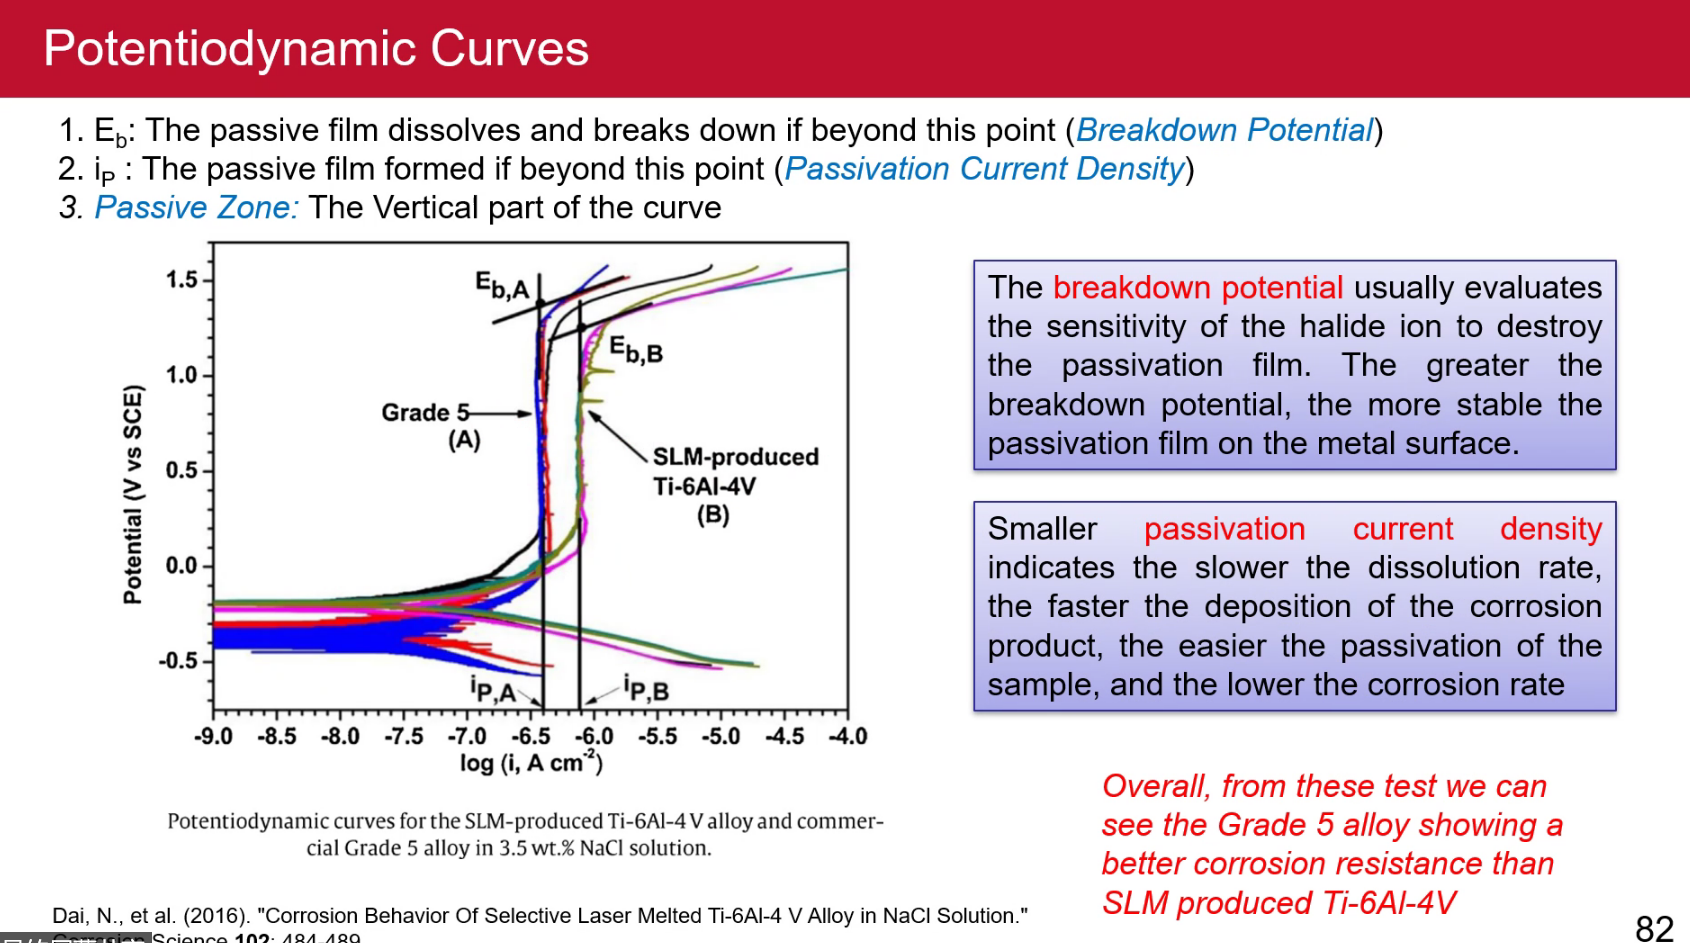 Potentiodynamic Curves
1. Eb: The passive film dissolves and breaks down if beyond this point (Breakdown Potential)
2. iP : The passive film formed if beyond this point (Passivation Current Density)
3. Passive Zone: The Vertical part of the curve
1.5
1.0
0.5
0.0
-0.5
Potential (V vs SCE)
Eb,A
Eb,B
Grade 5
(A)
SLM-produced
Ti-6Al-4V
(B)
iP,A
iP,B
-9.0 -8.5 -8.0 -7.5 -7.0 -6.5 -6.0 -5.5 -5.0 -4.5 -4.0
log (i, A cm-2)
Potentiodynamic curves for the SLM-produced Ti-6Al-4 V alloy and commer-
cial Grade 5 alloy in 3.5 wt.% NaCl solution.
The breakdown potential usually evaluates
the sensitivity of the halide ion to destroy
the passivation film. The greater the
breakdown potential, the more stable the
passivation film on the metal surface.
Smaller passivation current density
indicates the slower the dissolution rate,
the faster the deposition of the corrosion
product, the easier the passivation of the
sample, and the lower the corrosion rate
Overall, from these test we can
see the Grade 5 alloy showing a
better corrosion resistance than
SLM produced Ti-6Al-4V
Dai, N., et al. (2016). "Corrosion Behavior Of Selective Laser Melted Ti-6Al-4 V Alloy in NaCl Solution."
Science 102: 484-489
82